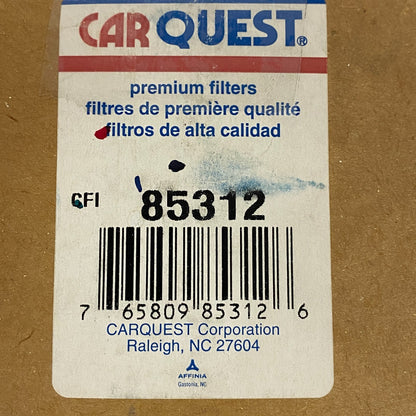 CARQUEST®
premium filters
filtres de première qualité
filtros de alta calidad
CFI 85312
7 65809 85312 6
CARQUEST Corporation
Raleigh, NC 27604
AFFINIA
Gastonia, NC